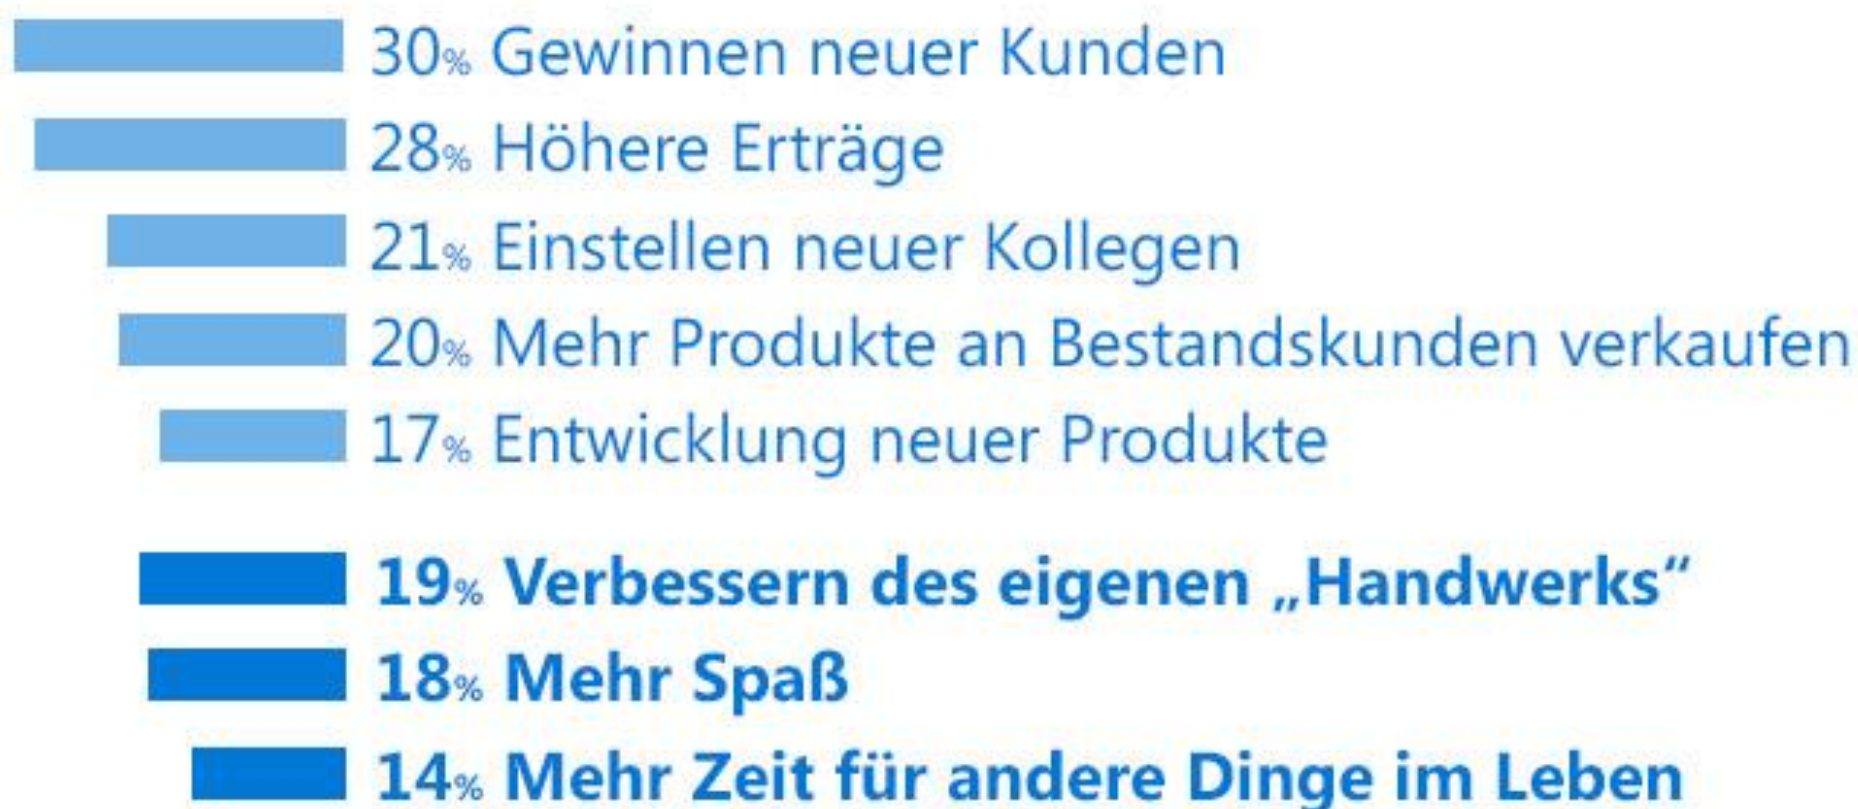 30% Gewinnen neuer Kunden
28% Höhere Erträge
21% Einstellen neuer Kollegen
20% Mehr Produkte an Bestandskunden verkaufen
17% Entwicklung neuer Produkte
19% Verbessern des eigenen „Handwerks“
18% Mehr Spaß
14% Mehr Zeit für andere Dinge im Leben